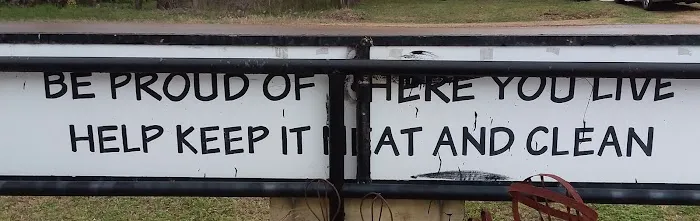 BE PROUD OF WHERE YOU LIVE
HELP KEEP IT NEAT AND CLEAN